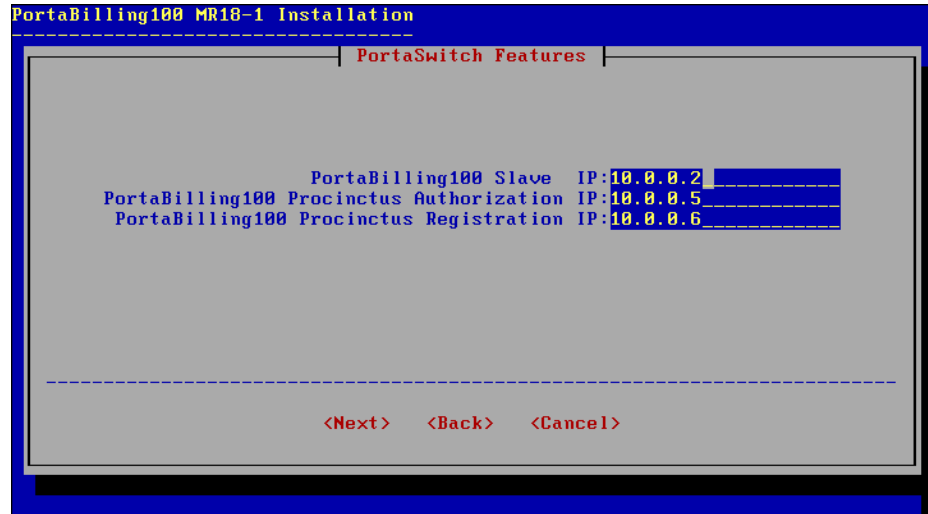 PortaBilling100 MR18-1 Installation
PortaSwitch Features
PortaBilling100 Slave IP:10.0.0.2
PortaBilling100 Procinctus Authorization IP:10.0.0.5
PortaBilling100 Procinctus Registration IP:10.0.0.6
<Next> <Back> <Cancel>